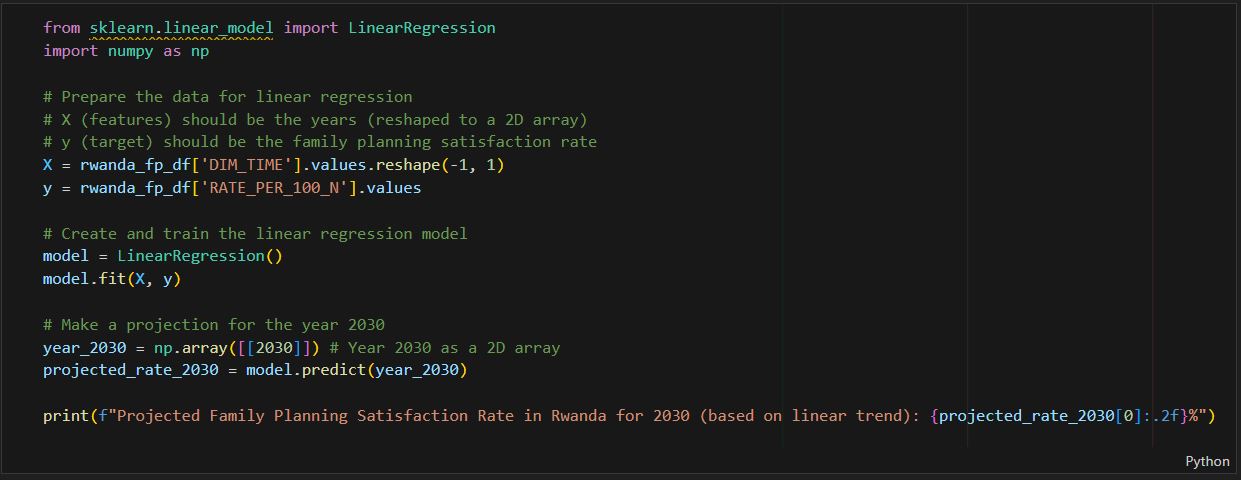 from sklearn.linear_model import LinearRegression
import numpy as np
# Prepare the data for linear regression
# X (features) should be the years (reshaped to a 2D array)
# y (target) should be the family planning satisfaction rate
X = rwanda_fp_df['DIM_TIME'].values.reshape(-1, 1)
y = rwanda_fp_df['RATE_PER_100_N'].values
# Create and train the linear regression model
model = LinearRegression()
model.fit(X, y)
# Make a projection for the year 2030
year_2030 = np.array([[2030]]) # Year 2030 as a 2D array
projected_rate_2030 = model.predict(year_2030)
print(f"Projected Family Planning Satisfaction Rate in Rwanda for 2030 (based on linear trend): {projected_rate_2030[0]:.2f}%")
Python